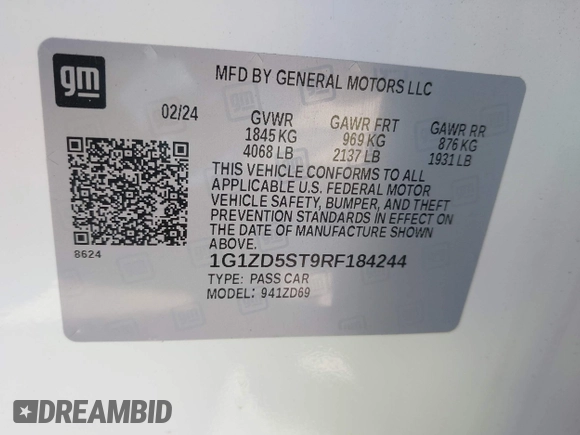 gm
MFD BY GENERAL MOTORS LLC
02/24 GVWR GAWR FRT GAWR RR
1845 KG 969 KG 876 KG
4068 LB 2137 LB 1931 LB
THIS VEHICLE CONFORMS TO ALL
APPLICABLE U.S. FEDERAL MOTOR
VEHICLE SAFETY, BUMPER, AND THEFT
PREVENTION STANDARDS IN EFFECT ON
THE DATE OF MANUFACTURE SHOWN
ABOVE.
8624
1G1ZD5ST9RF184244
TYPE: PASS CAR
MODEL: 941ZD69
DREAMBID